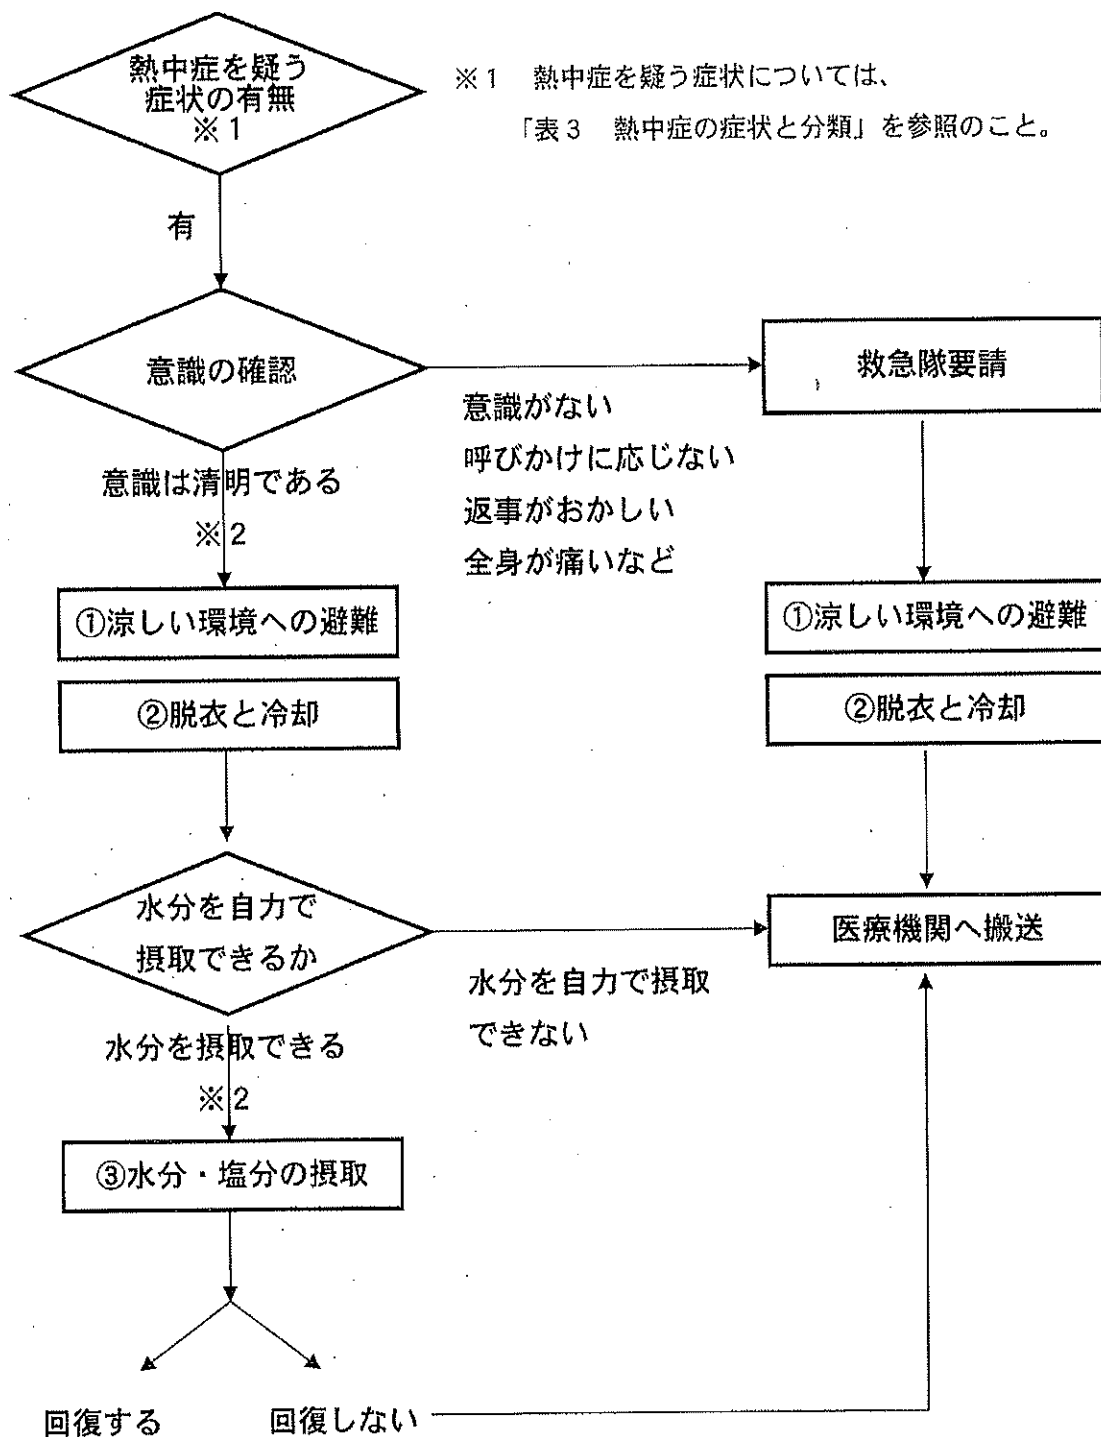 熱中症を疑う
症状の有無
※1
※1 熱中症を疑う症状については、
「表3 熱中症の症状と分類」を参照のこと。
有
意識の確認
救急隊要請
意識がない
呼びかけに応じない
返事がおかしい
全身が痛いなど
意識は清明である
※2
①涼しい環境への避難
②脱衣と冷却
①涼しい環境への避難
②脱衣と冷却
水分を自力で
摂取できるか
医療機関へ搬送
水分を自力で摂取
できない
水分を摂取できる
※2
③水分・塩分の摂取
回復する
回復しない